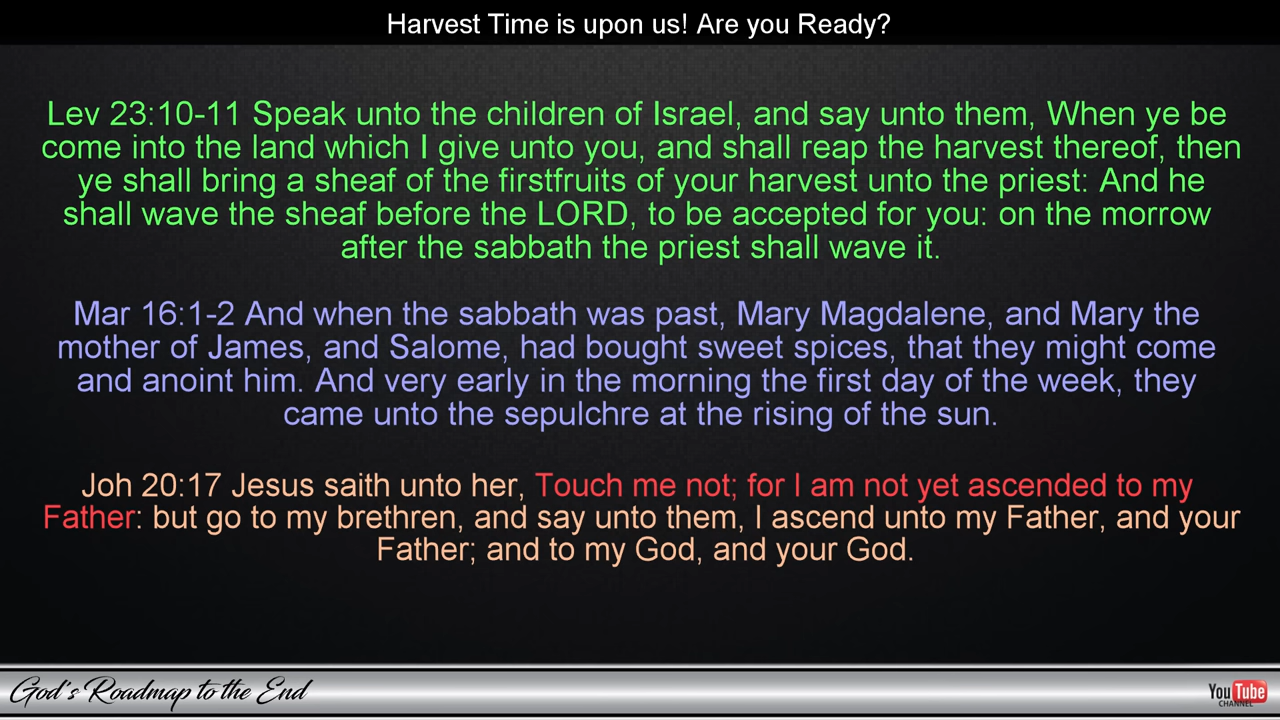 Harvest Time is upon us! Are you Ready?
Lev 23:10-11 Speak unto the children of Israel, and say unto them, When ye be
come into the land which I give unto you, and shall reap the harvest thereof, then
ye shall bring a sheaf of the firstfruits of your harvest unto the priest: And he
shall wave the sheaf before the LORD, to be accepted for you: on the morrow
after the sabbath the priest shall wave it.
Mar 16:1-2 And when the sabbath was past, Mary Magdalene, and Mary the
mother of James, and Salome, had bought sweet spices, that they might come
and anoint him. And very early in the morning the first day of the week, they
came unto the sepulchre at the rising of the sun.
Joh 20:17 Jesus saith unto her, Touch me not; for I am not yet ascended to my
Father: but go to my brethren, and say unto them, I ascend unto my Father, and your
Father; and to my God, and your God.
God's Roadmap to the End
YouTube
CHANNEL